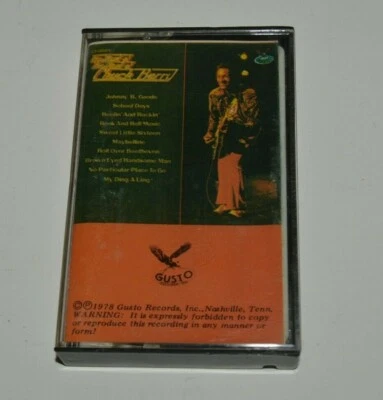 Chuck Berry
Johnny B. Goode
School Days
Reelin' And Rockin'
Rock And Roll Music
Sweet Little Sixteen
Maybelline
Roll Over Beethoven
Brown Eyed Handsome Man
No Particular Place To Go
My Ding A Ling
GUSTO
©℗1978 Gusto Records, Inc., Nashville, Tenn.
WARNING: It is expressly forbidden to copy
or reproduce this recording in any manner or
form!